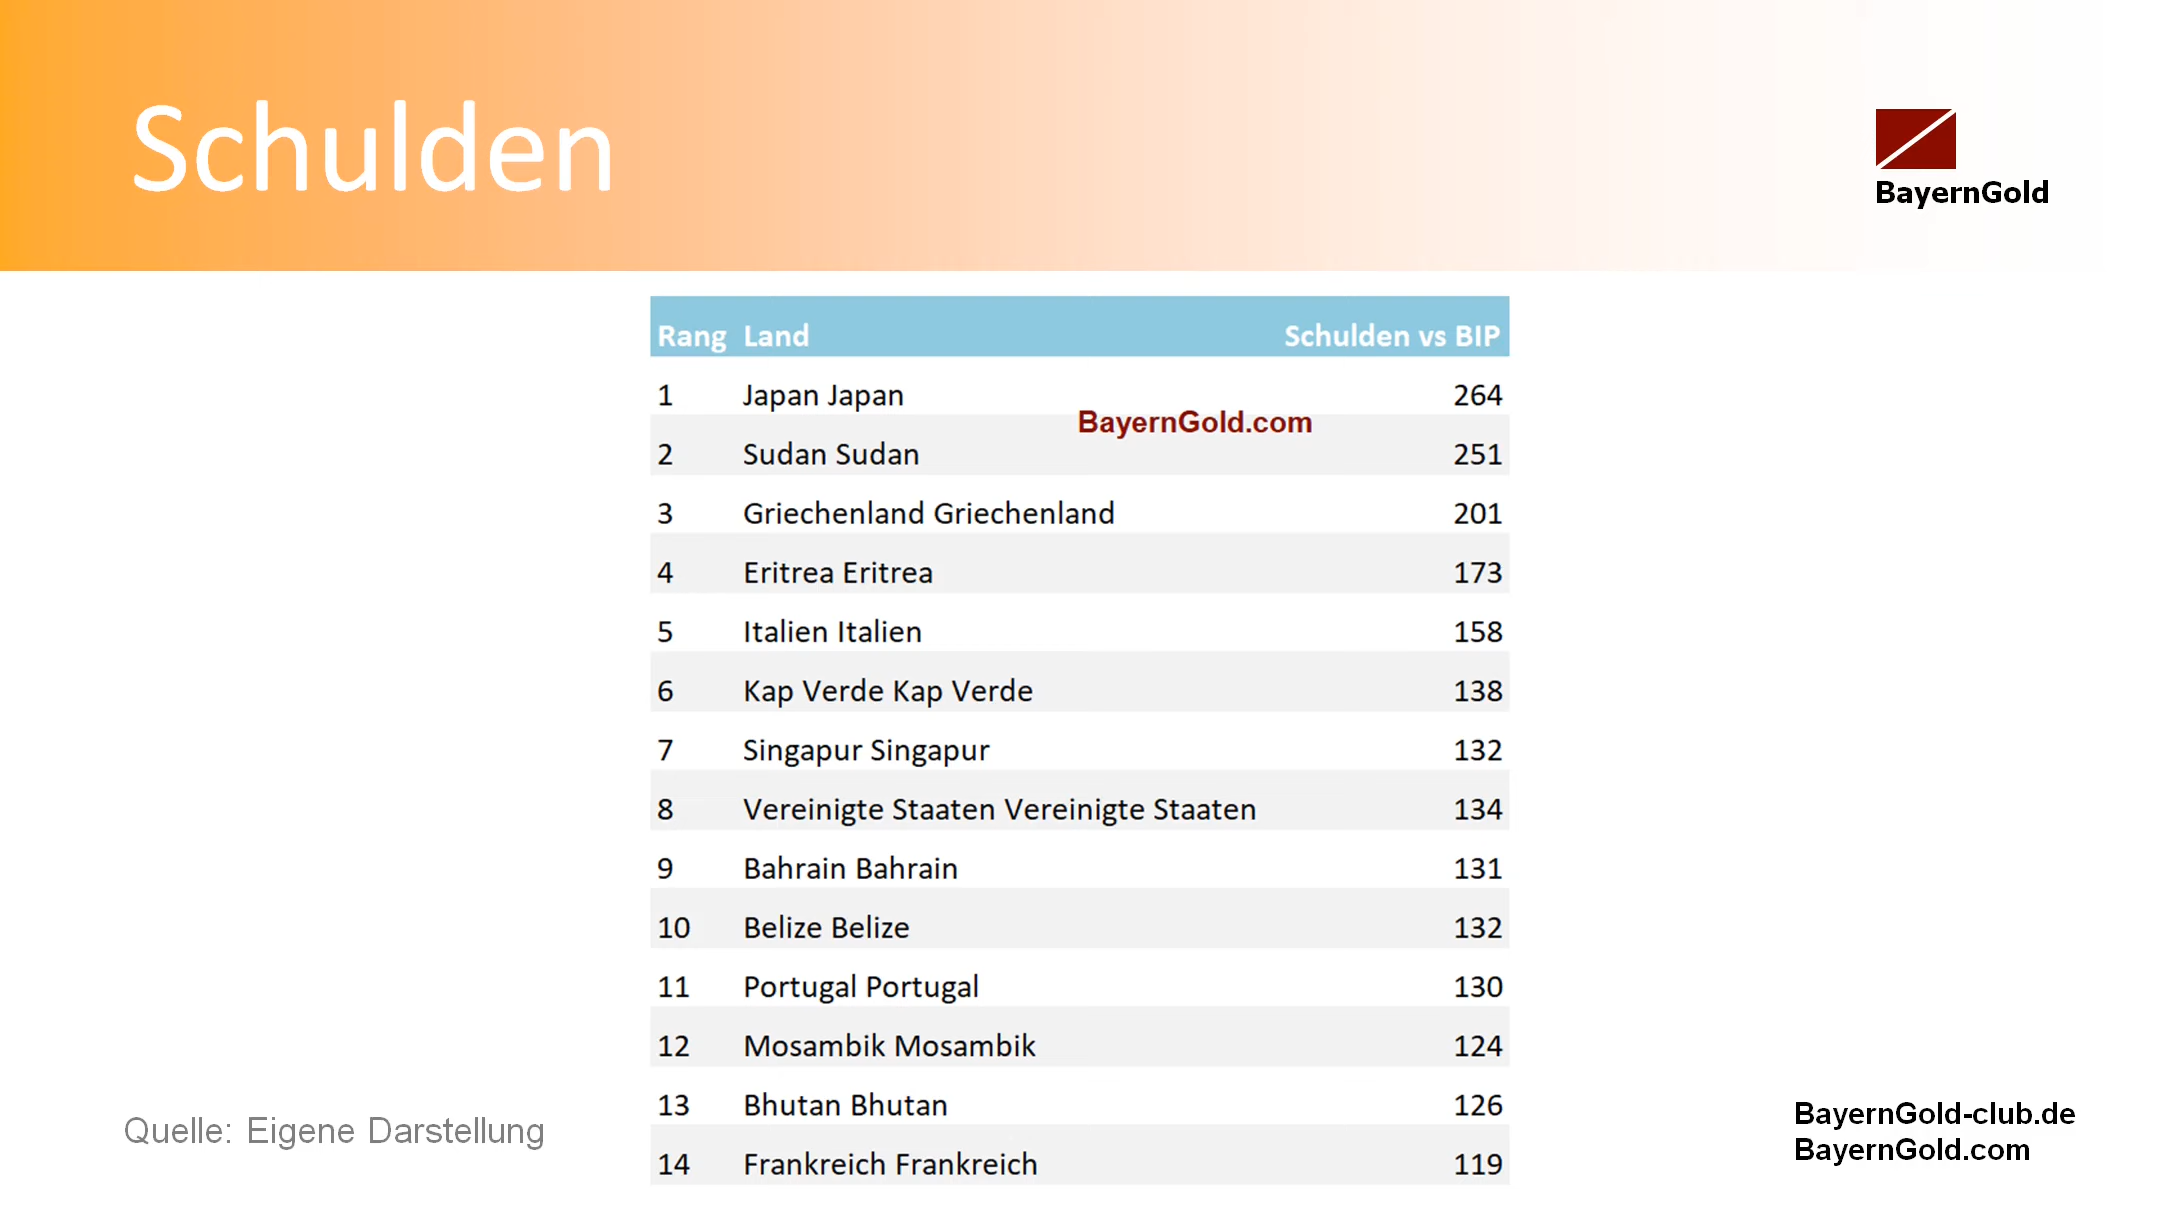 Schulden
BayernGold
Rang Land Schulden vs BIP
1 Japan Japan 264
BayernGold.com
2 Sudan Sudan 251
3 Griechenland Griechenland 201
4 Eritrea Eritrea 173
5 Italien Italien 158
6 Kap Verde Kap Verde 138
7 Singapur Singapur 132
8 Vereinigte Staaten Vereinigte Staaten 134
9 Bahrain Bahrain 131
10 Belize Belize 132
11 Portugal Portugal 130
12 Mosambik Mosambik 124
13 Bhutan Bhutan 126
14 Frankreich Frankreich 119
Quelle: Eigene Darstellung
BayernGold-club.de
BayernGold.com